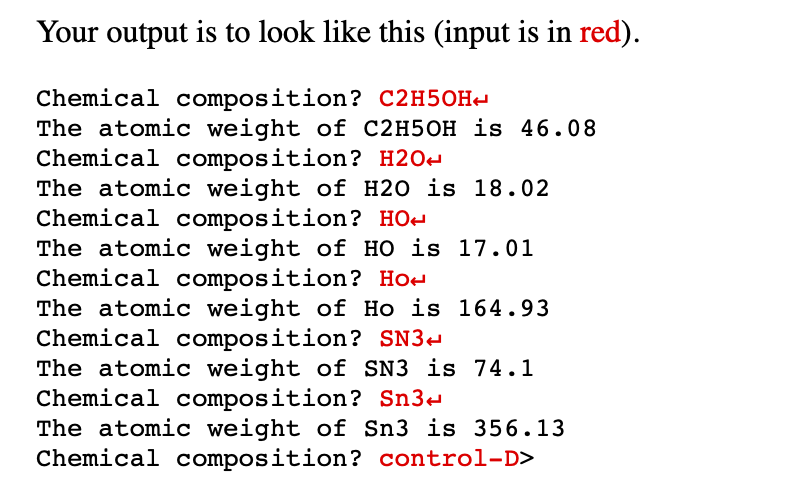 Your output is to look like this (input is in red).
Chemical composition? C2H5OH↵
The atomic weight of C2H5OH is 46.08
Chemical composition? H2O↵
The atomic weight of H2O is 18.02
Chemical composition? HO↵
The atomic weight of HO is 17.01
Chemical composition? Ho↵
The atomic weight of Ho is 164.93
Chemical composition? SN3↵
The atomic weight of SN3 is 74.1
Chemical composition? Sn3↵
The atomic weight of Sn3 is 356.13
Chemical composition? control-D>